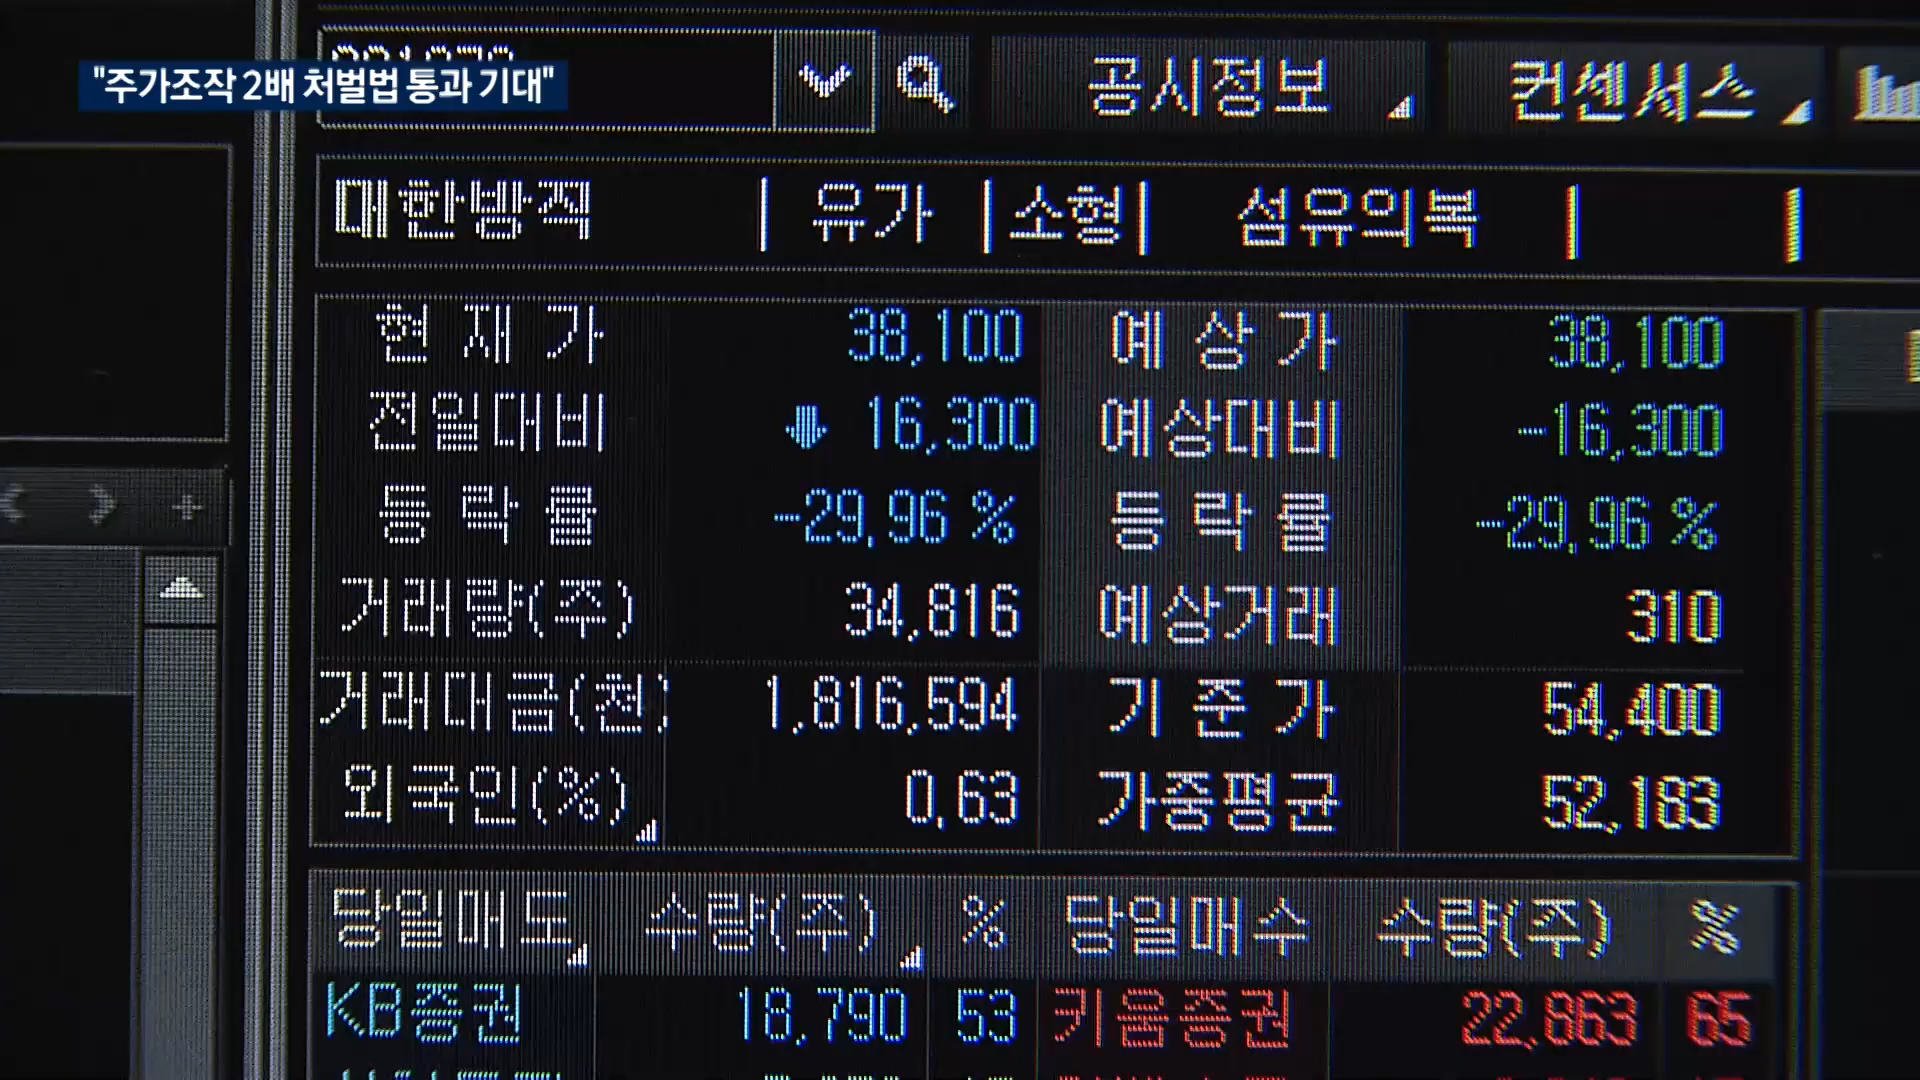 "주가조작 2배 처벌법 통과 기대"
공시정보 컨센서스
대한방직 | 유가 | 소형 | 섬유의복 | |
현재가 38,100 예상가 38,100
전일대비 16,300 예상대비 -16,300
등락률 -29,96 % 등락률 -29,96 %
거래량(주) 34,816 예상거래 310
거래대금(천) 1,816,594 기준가 54,400
외국인(%) 0,63 가중평균 52,183
당일매도 수량(주) % 당일매수 수량(주) %
KB증권 18,790 53 키움증권 22,863 65